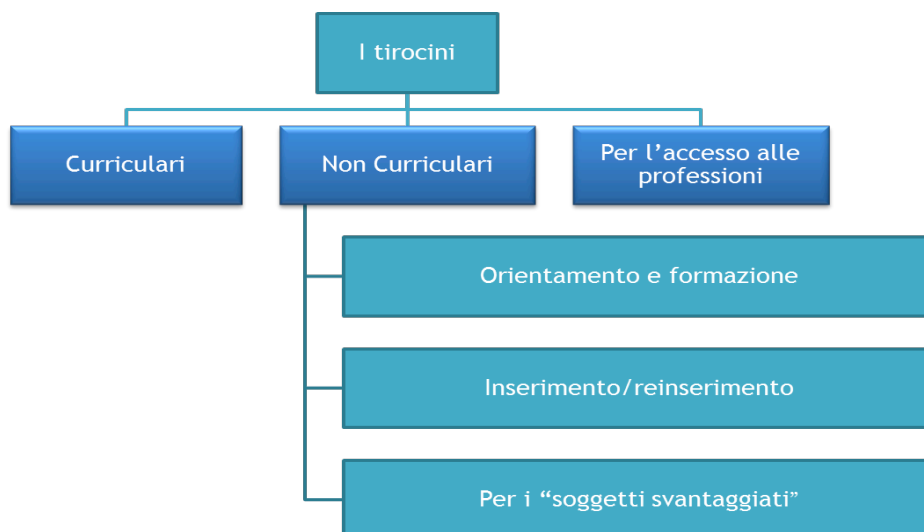 I tirocini
Curriculari
Non Curriculari
Per l’accesso alle
professioni
Orientamento e formazione
Inserimento/reinserimento
Per i “soggetti svantaggiati”